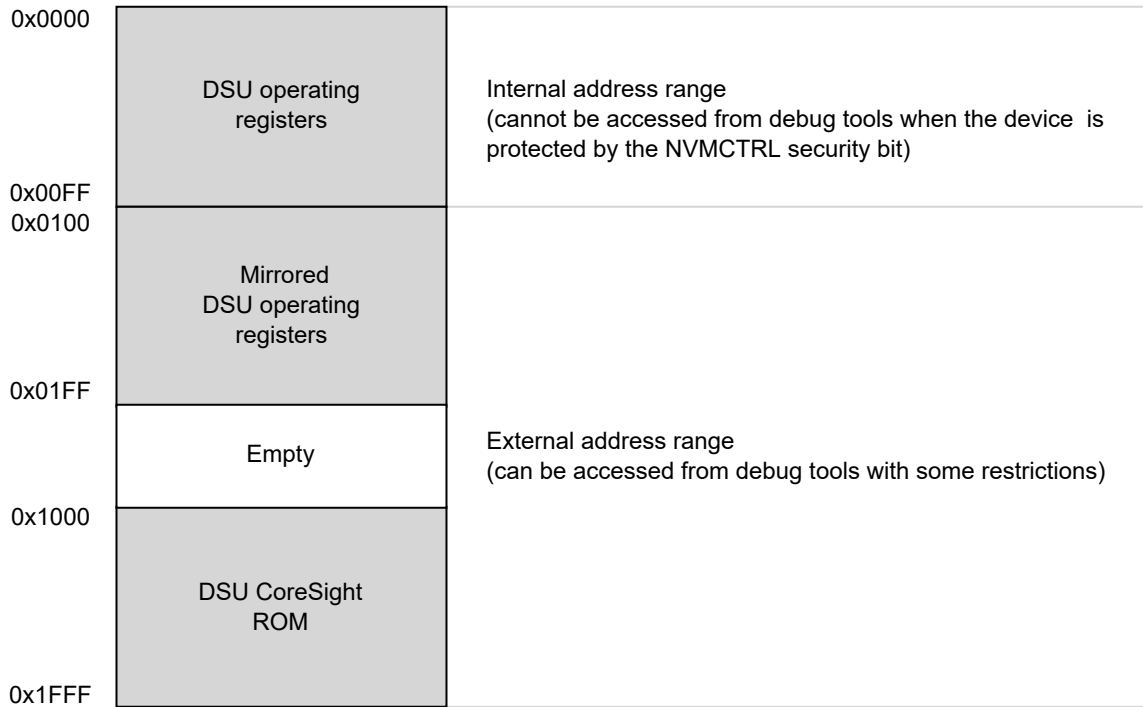 0x0000
DSU operating
registers
Internal address range
(cannot be accessed from debug tools when the device is
protected by the NVMCTRL security bit)
0x00FF
0x0100
Mirrored
DSU operating
registers
0x01FF
Empty
External address range
(can be accessed from debug tools with some restrictions)
0x1000
DSU CoreSight
ROM
0x1FFF